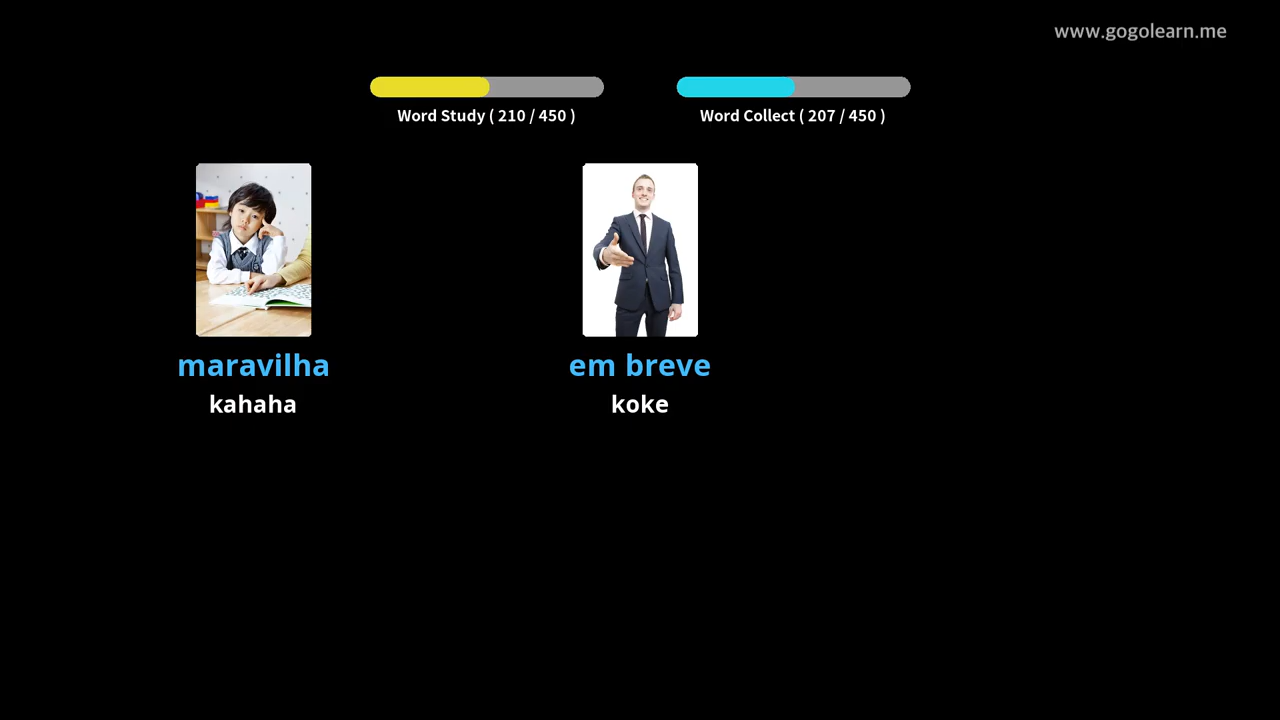 www.gogolearn.me
Word Study ( 210 / 450 )
Word Collect ( 207 / 450 )
maravilha
kahaha
em breve
koke